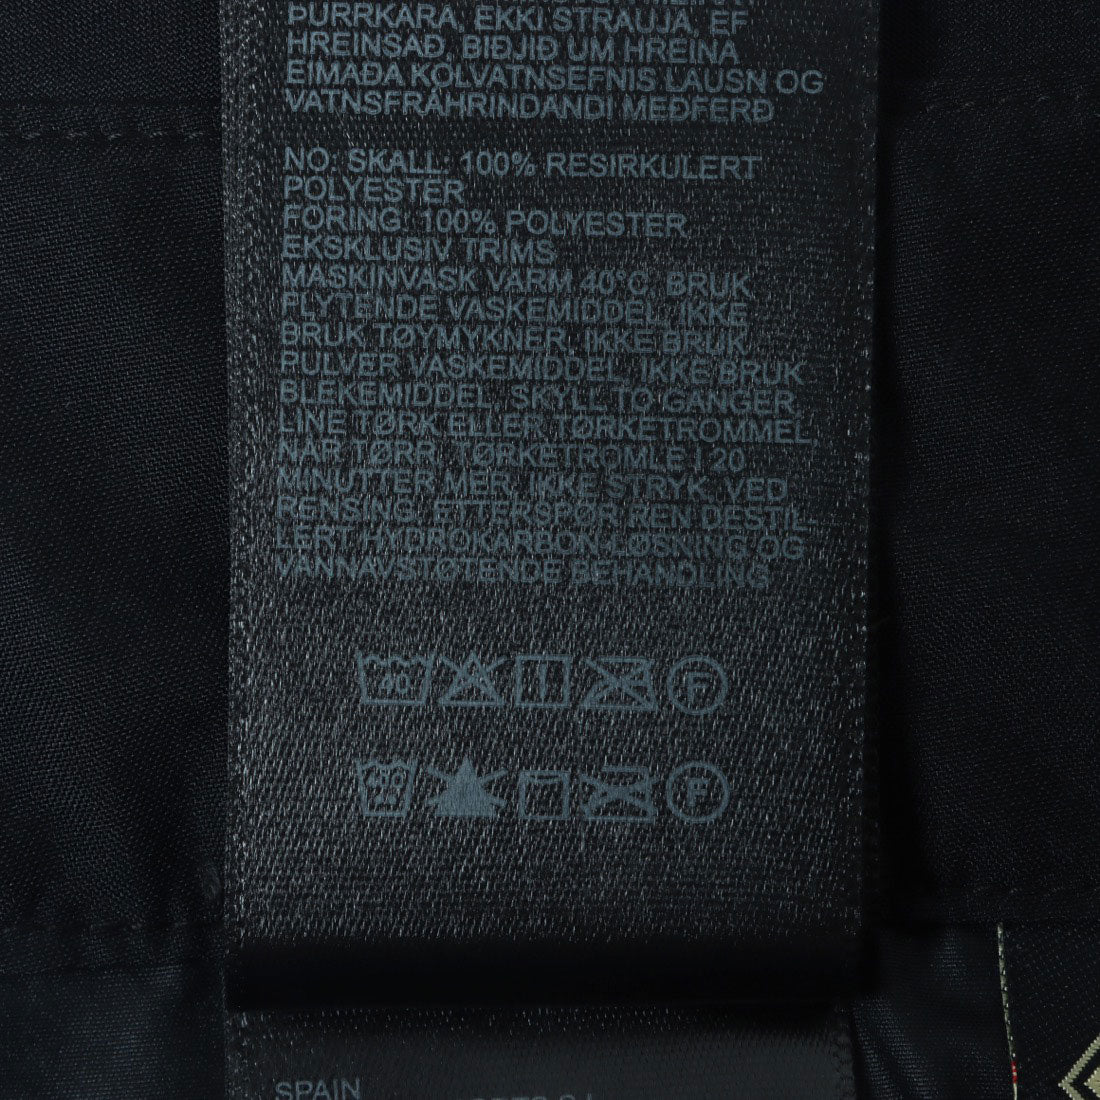 ÞURRKARA, EKKI STRAUJA, EF
HREINSAÐ, BIÐJIÐ UM HREINA
EIMAÐA KOLVATNSEFNIS LAUSN OG
VATNSFRÁHRINDANDI MEÐFERÐ
NO: SKALL: 100% RESIRKULERT
POLYESTER
FORING: 100% POLYESTER
EKSKLUSIV TRIMS
MASKINVASK VARM 40°C, BRUK
FLYTENDE VASKEMIDDEL, IKKE
BRUK TØYMYKNER, IKKE BRUK
PULVER VASKEMIDDEL, IKKE BRUK
BLEKEMIDDEL, SKYLL TO GANGER,
LINE TØRK ELLER TØRKETROMMEL,
NÅR TØRR, TØRKETROMLE I 20
MINUTTER MER, IKKE STRYK, VED
RENSING, ETTERSPØR REN DESTIL
LERT HYDROKARBON-LØSNING OG
VANNAVSTØTENDE BEHANDLING
40 F
40 F
SPAIN